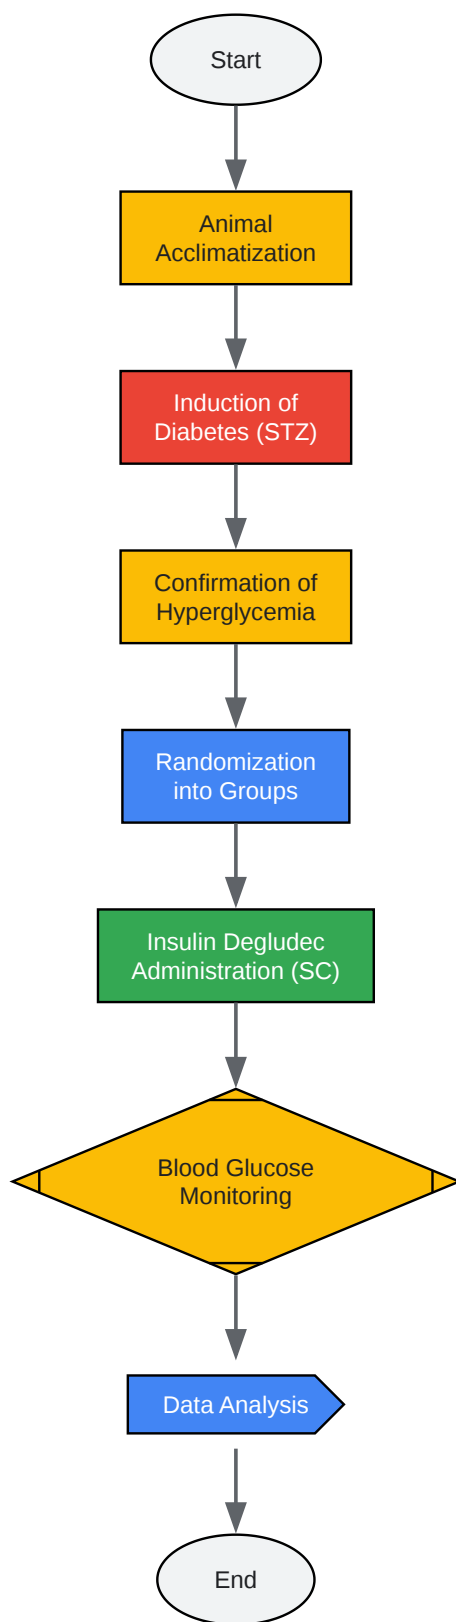 Start
Animal
Acclimatization
Induction of
Diabetes (STZ)
Confirmation of
Hyperglycemia
Randomization
into Groups
Insulin Degludec
Administration (SC)
Blood Glucose
Monitoring
Data Analysis
End